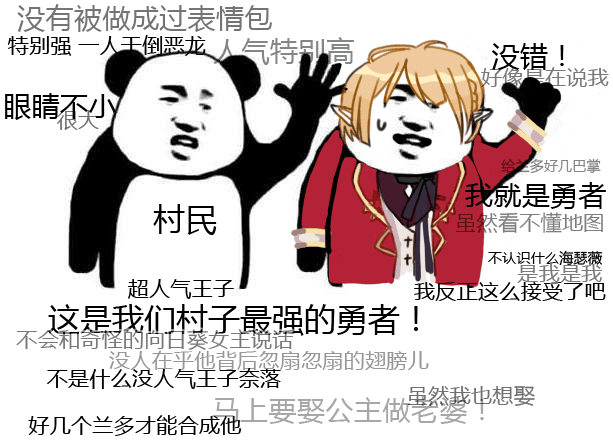 没有被做成过表情包
特别强 一人干倒恶龙
人气特别高
没错！
好像是在说我
眼睛不小
很大
给兰多好几巴掌
我就是勇者
村民
虽然看不懂地图
不认识什么海瑟薇
是我是我
超人气王子
我反正这么接受了吧
这是我们村子最强的勇者！
不会和奇怪的向日葵女主说话
没人在乎他背后忽扇忽扇的翅膀儿
不是什么没人气王子奈落
虽然我也想娶
马上要娶公主做老婆！
好几个兰多才能合成他